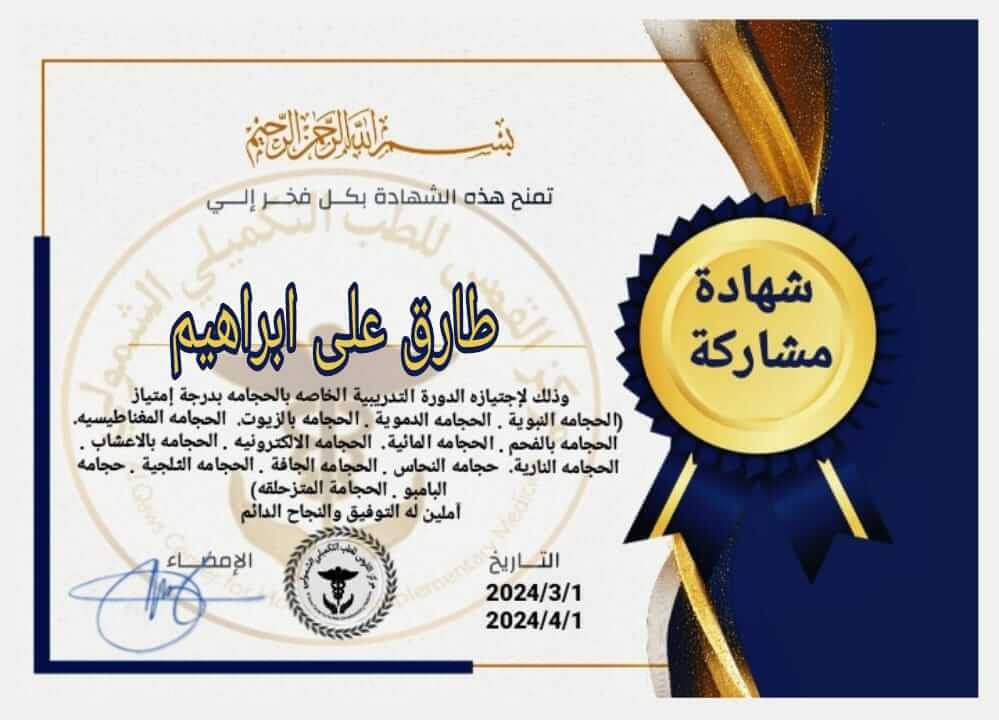 بسم الله الرحمن الرحيم
تمنح هذه الشهادة بكل فخر إلي
طارق على ابراهيم
وذلك لإجتيازه الدورة التدريبية الخاصه بالحجامه بدرجة إمتياز
(الحجامه النبوية . الحجامه الدموية . الحجامه بالزيوت. الحجامه المغناطيسيه.
الحجامه بالفحم . الحجامه المائية. الحجامه الالكترونيه . الحجامه بالاعشاب .
الحجامه النارية. حجامه النحاس . الحجامه الجافة . الحجامه الثلجية . حجامه
البامبو . الحجامة المتزحلقه)
آملين له التوفيق والنجاح الدائم
التاريخ
2024/3/1
2024/4/1
الإمضاء
شهادة
مشاركة
للطب التكميلي